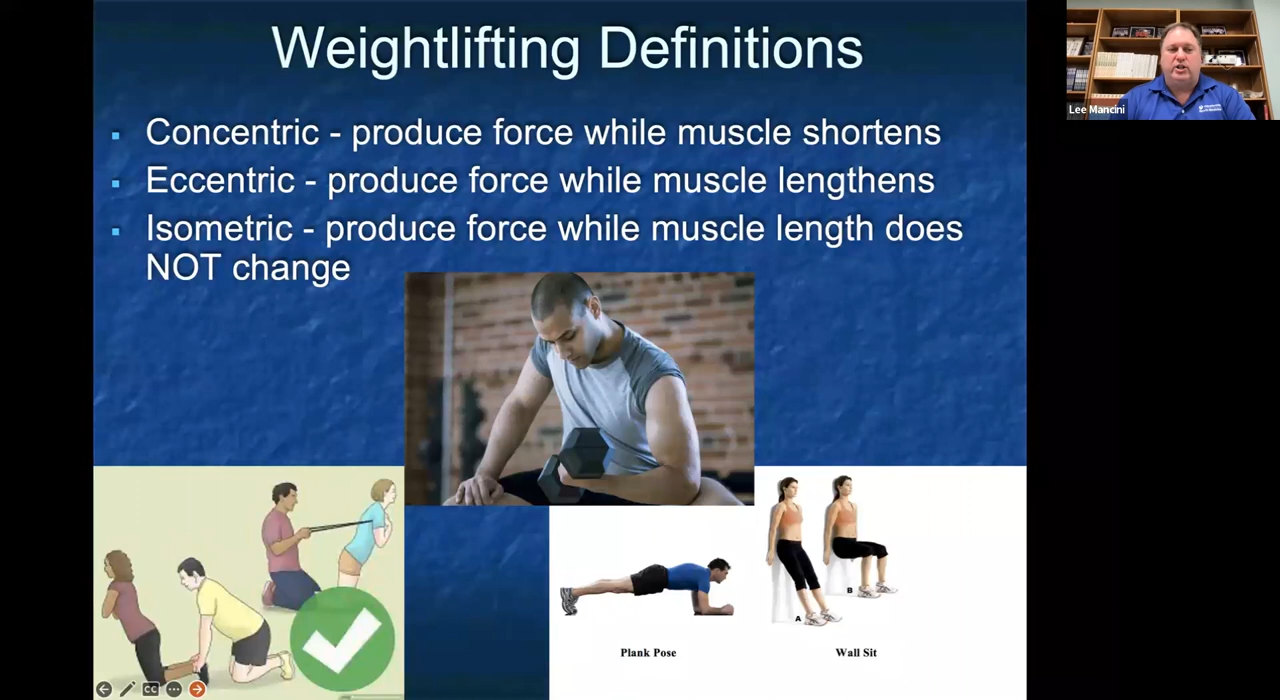 Weightlifting Definitions
Concentric - produce force while muscle shortens
Eccentric - produce force while muscle lengthens
Isometric - produce force while muscle length does
NOT change
Lee Mancini
A
B
Plank Pose
Wall Sit
CC